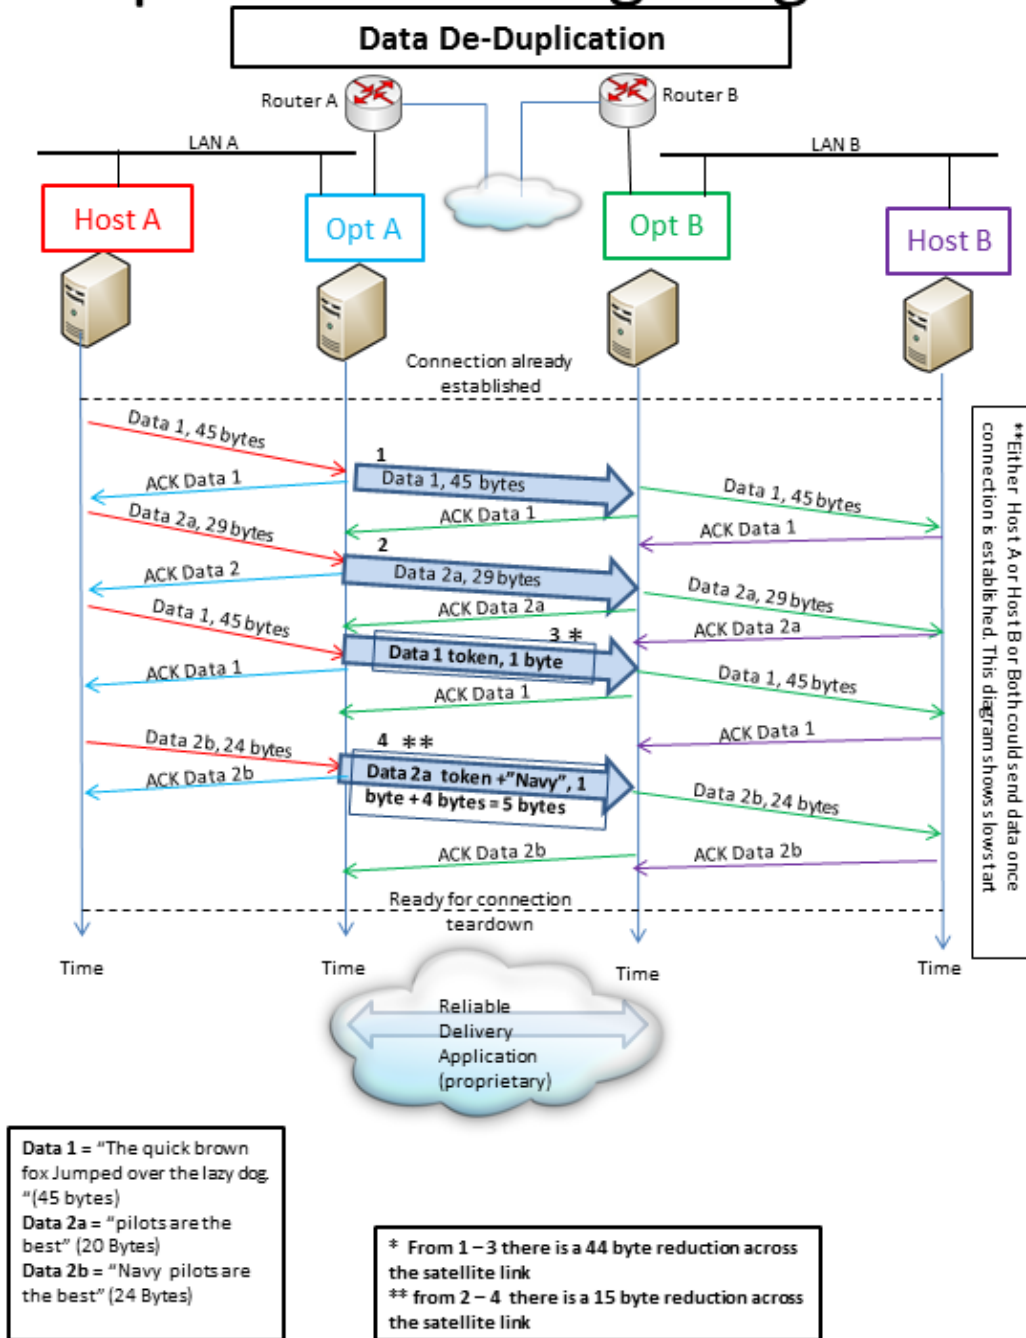 Data De-Duplication
Router A
Router B
LAN A
LAN B
Host A
Opt A
Opt B
Host B
Connection already
established
Data 1, 45 bytes
1
Data 1, 45 bytes
ACK Data 1
Data 1, 45 bytes
ACK Data 1
ACK Data 1
Data 2a, 29 bytes
2
Data 2a, 29 bytes
ACK Data 2
Data 2a, 29 bytes
ACK Data 2a
ACK Data 2a
Data 1, 45 bytes
3 *
Data 1 token, 1 byte
ACK Data 1
Data 1, 45 bytes
ACK Data 1
ACK Data 1
Data 2b, 24 bytes
4 **
Data 2a token +"Navy", 1
byte + 4 bytes = 5 bytes
ACK Data 2b
Data 2b, 24 bytes
ACK Data 2b
ACK Data 2b
Ready for connection
teardown
Time
Time
Time
Time
**Either Host A or Host B or Both could send data once
connection is established. This diagram shows slow start
Reliable
Delivery
Application
(proprietary)
Data 1 = "The quick brown
fox Jumped over the lazy dog.
"(45 bytes)
Data 2a = "pilots are the
best" (20 Bytes)
Data 2b = "Navy pilots are
the best" (24 Bytes)
* From 1 – 3 there is a 44 byte reduction across
the satellite link
** from 2 – 4 there is a 15 byte reduction across
the satellite link